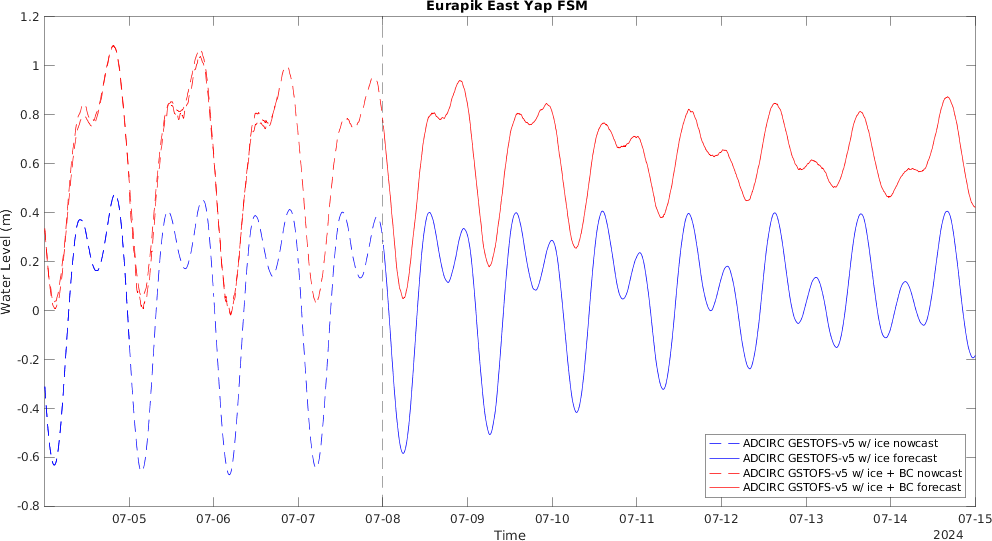 Eurapik East Yap FSM
1.2
1
0.8
0.6
0.4
0.2
0
-0.2
-0.4
-0.6
-0.8
Water Level (m)
ADCIRC GESTOFS-v5 w/ ice nowcast
ADCIRC GESTOFS-v5 w/ ice forecast
ADCIRC GSTOFS-v5 w/ ice + BC nowcast
ADCIRC GSTOFS-v5 w/ ice + BC forecast
07-05 07-06 07-07 07-08 07-09 07-10 07-11 07-12 07-13 07-14 07-15
Time
2024